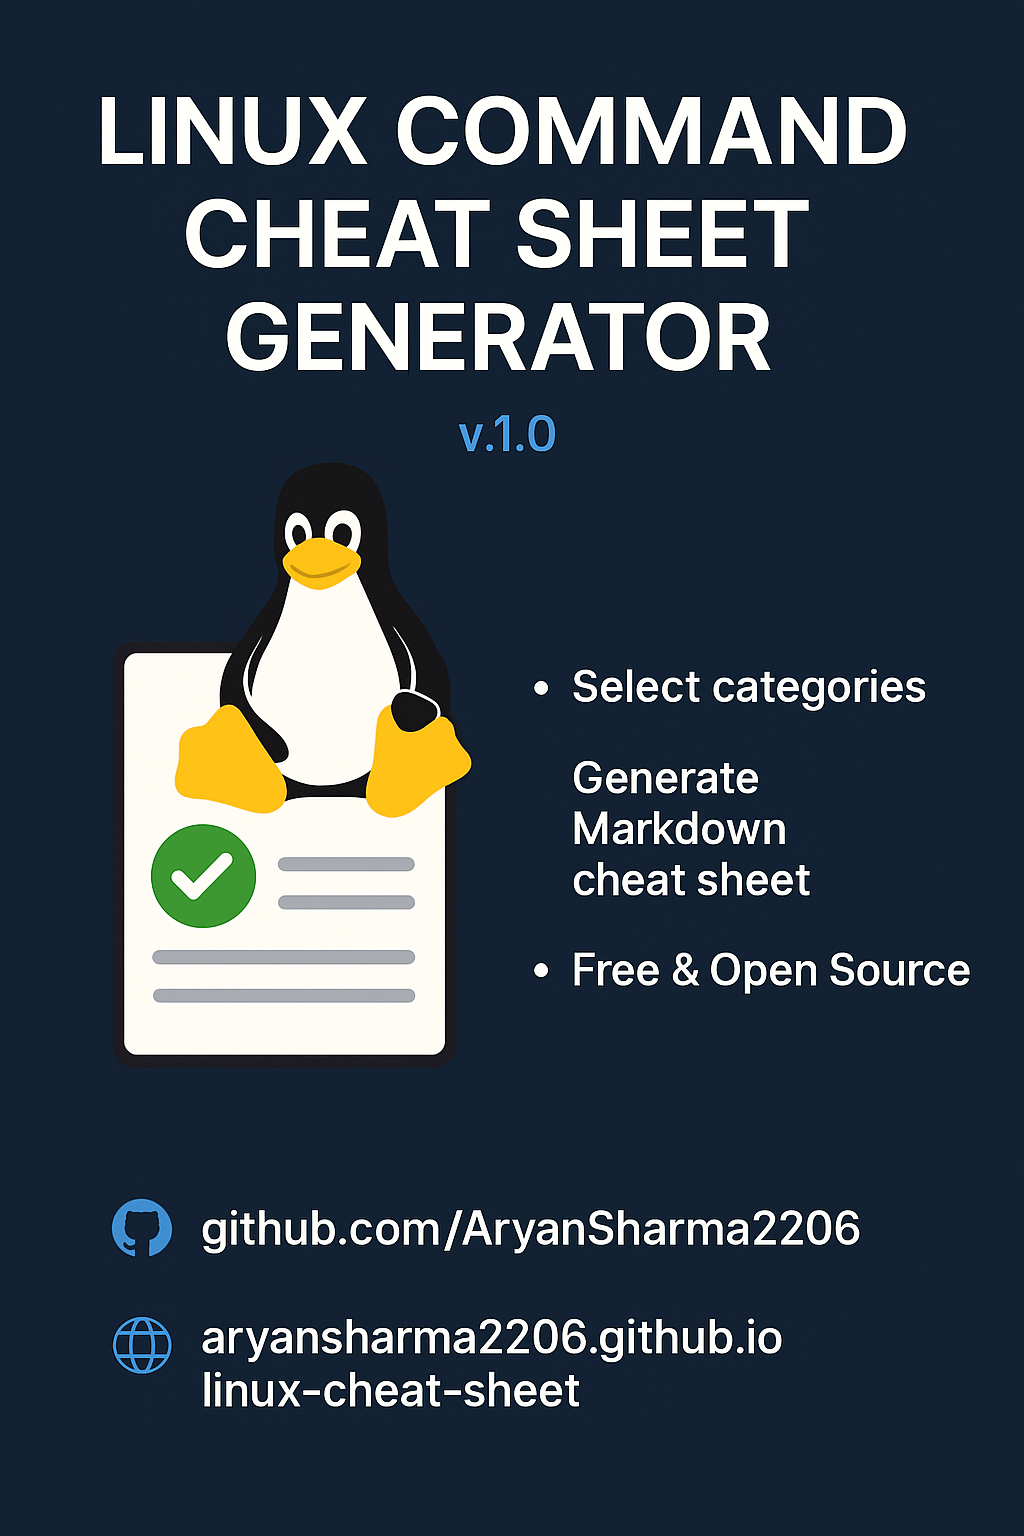 LINUX COMMAND
CHEAT SHEET
GENERATOR
v.1.0
• Select categories
Generate
Markdown
cheat sheet
• Free & Open Source
github.com/AryanSharma2206
aryansharma2206.github.io
linux-cheat-sheet